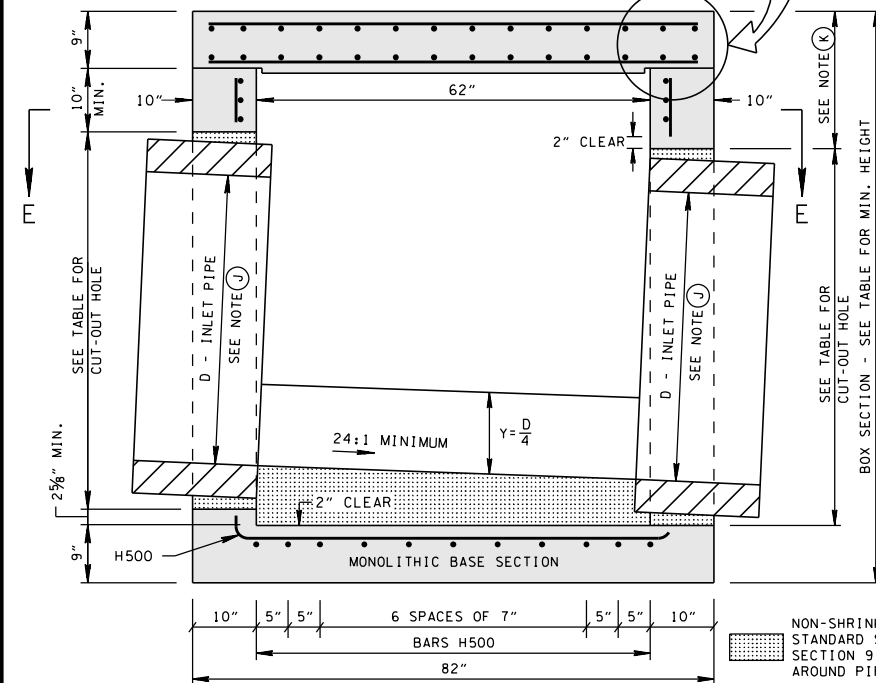 9"
10"
MIN.
10"
62"
10"
SEE NOTE K
2" CLEAR
E
E
SEE TABLE FOR
CUT-OUT HOLE
D - INLET PIPE
SEE NOTE J
D - INLET PIPE
SEE NOTE J
SEE TABLE FOR
CUT-OUT HOLE
BOX SECTION - SEE TABLE FOR MIN. HEIGHT
24:1 MINIMUM
Y=D/4
2⅝" MIN.
2" CLEAR
9"
H500
MONOLITHIC BASE SECTION
10" 5" 5" 6 SPACES OF 7" 5" 5" 10"
BARS H500
82"
NON-SHRIN
STANDARD
SECTION 9
AROUND PI